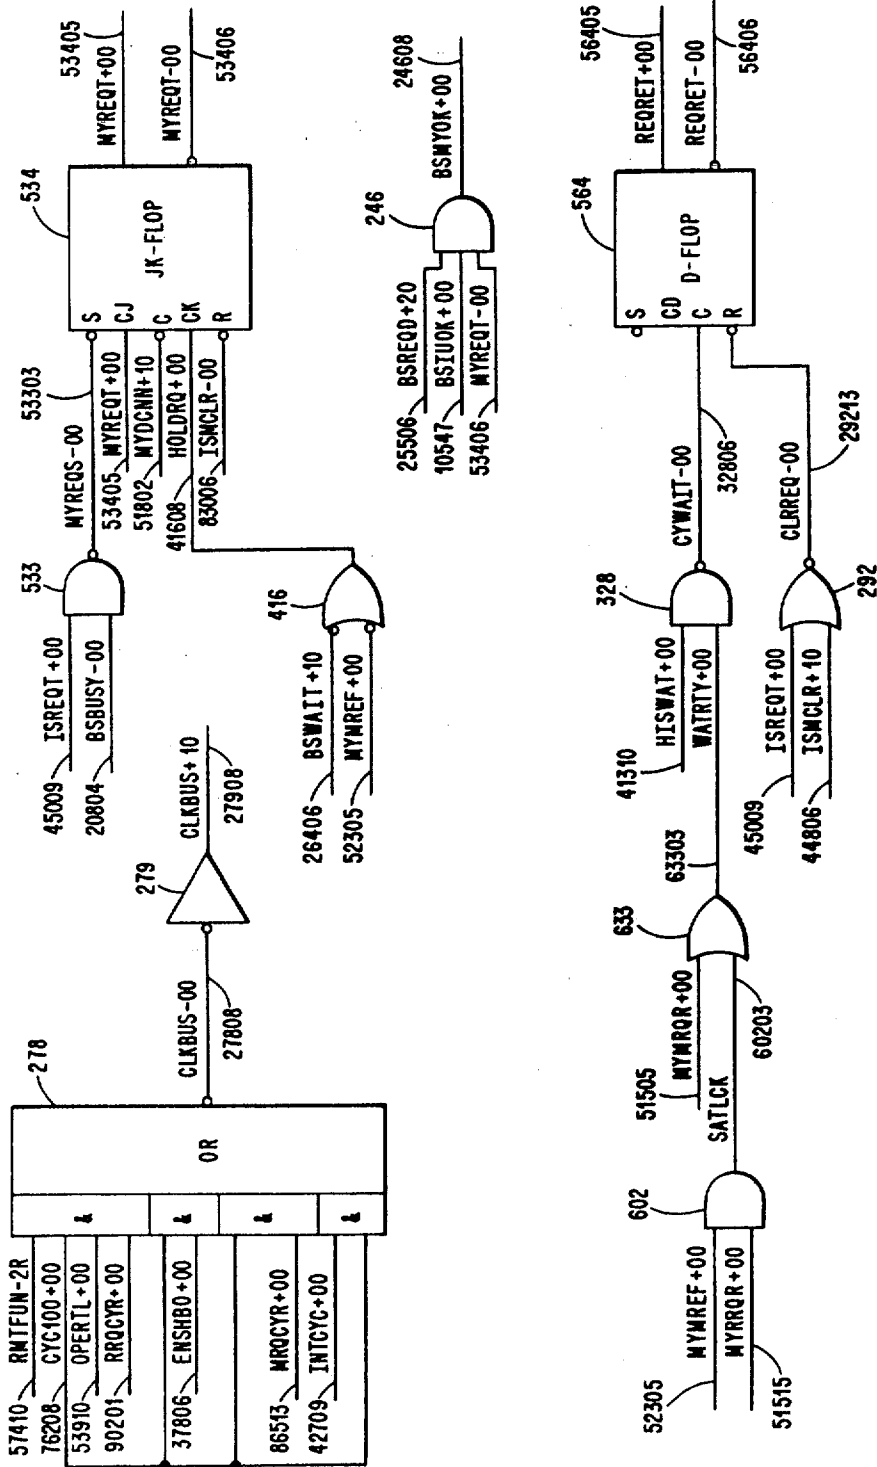 57410 RMTFUN-2R
76208 CYC100+00
53910 OPERTL+00
90201 RRQCYR+00
37806 ENSHBO+00
86513 MRQCYR+00
42709 INTCYC+00
&
&
&
&
OR
278
CLKBUS-00
27808
279
CLKBUS+10
27908
45009 ISREQT+00
20804 BSBUSY-00
533
MYREQS-00
53303
53405 MYREQT+00
51802 MYDCNN+10
41608 HOLDRQ+00
83006 ISMCLR-00
26406 BSWAIT+10
52305 MYMREF+00
416
S
CJ
C
CK
R
JK-FLOP
534
MYREQT+00
53405
MYREQT-00
53406
25506 BSREQD+20
10547 BSIUOK+00
53406 MYREQT-00
246
BSMYOK+00
24608
52305
MYMREF+00
MYRRQR+00
51515
602
SATLCK
60203
51505
MYMRQR+00
633
63303
41310
HISWAT+00
WATRTY+00
328
CYWAIT-00
32806
45009
ISREQT+00
ISMCLR+10
44806
292
CLRREQ-00
29213
S
CD
C
R
D-FLOP
564
REQRET+00
56405
REQRET-00
56406